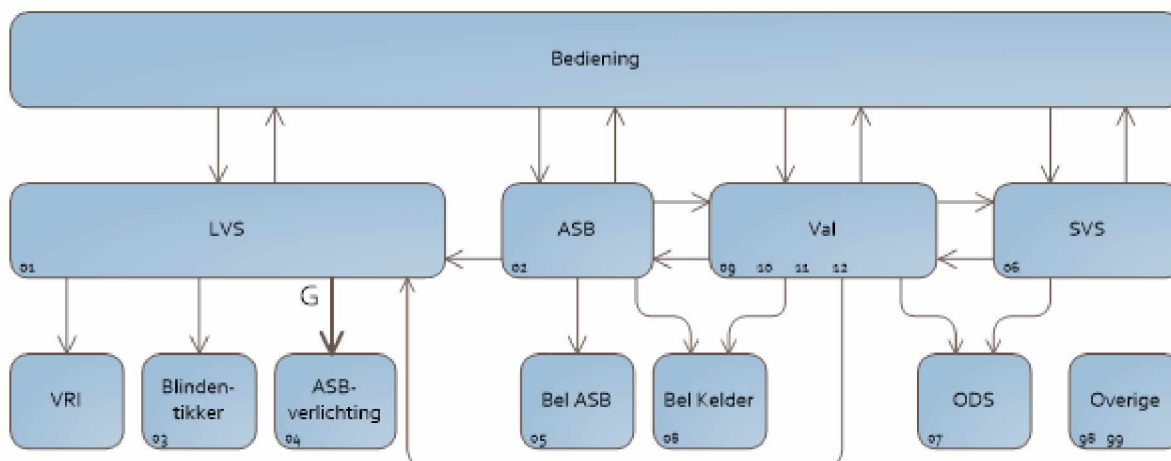 Bediening
LVS
ASB
Val
SVS
01
02
09 10 11 12
06
G
VRI
Blinden-
tikker
ASB-
verlichting
Bel ASB
Bel Kelder
ODS
Overige
03
04
05
08
07
98 99